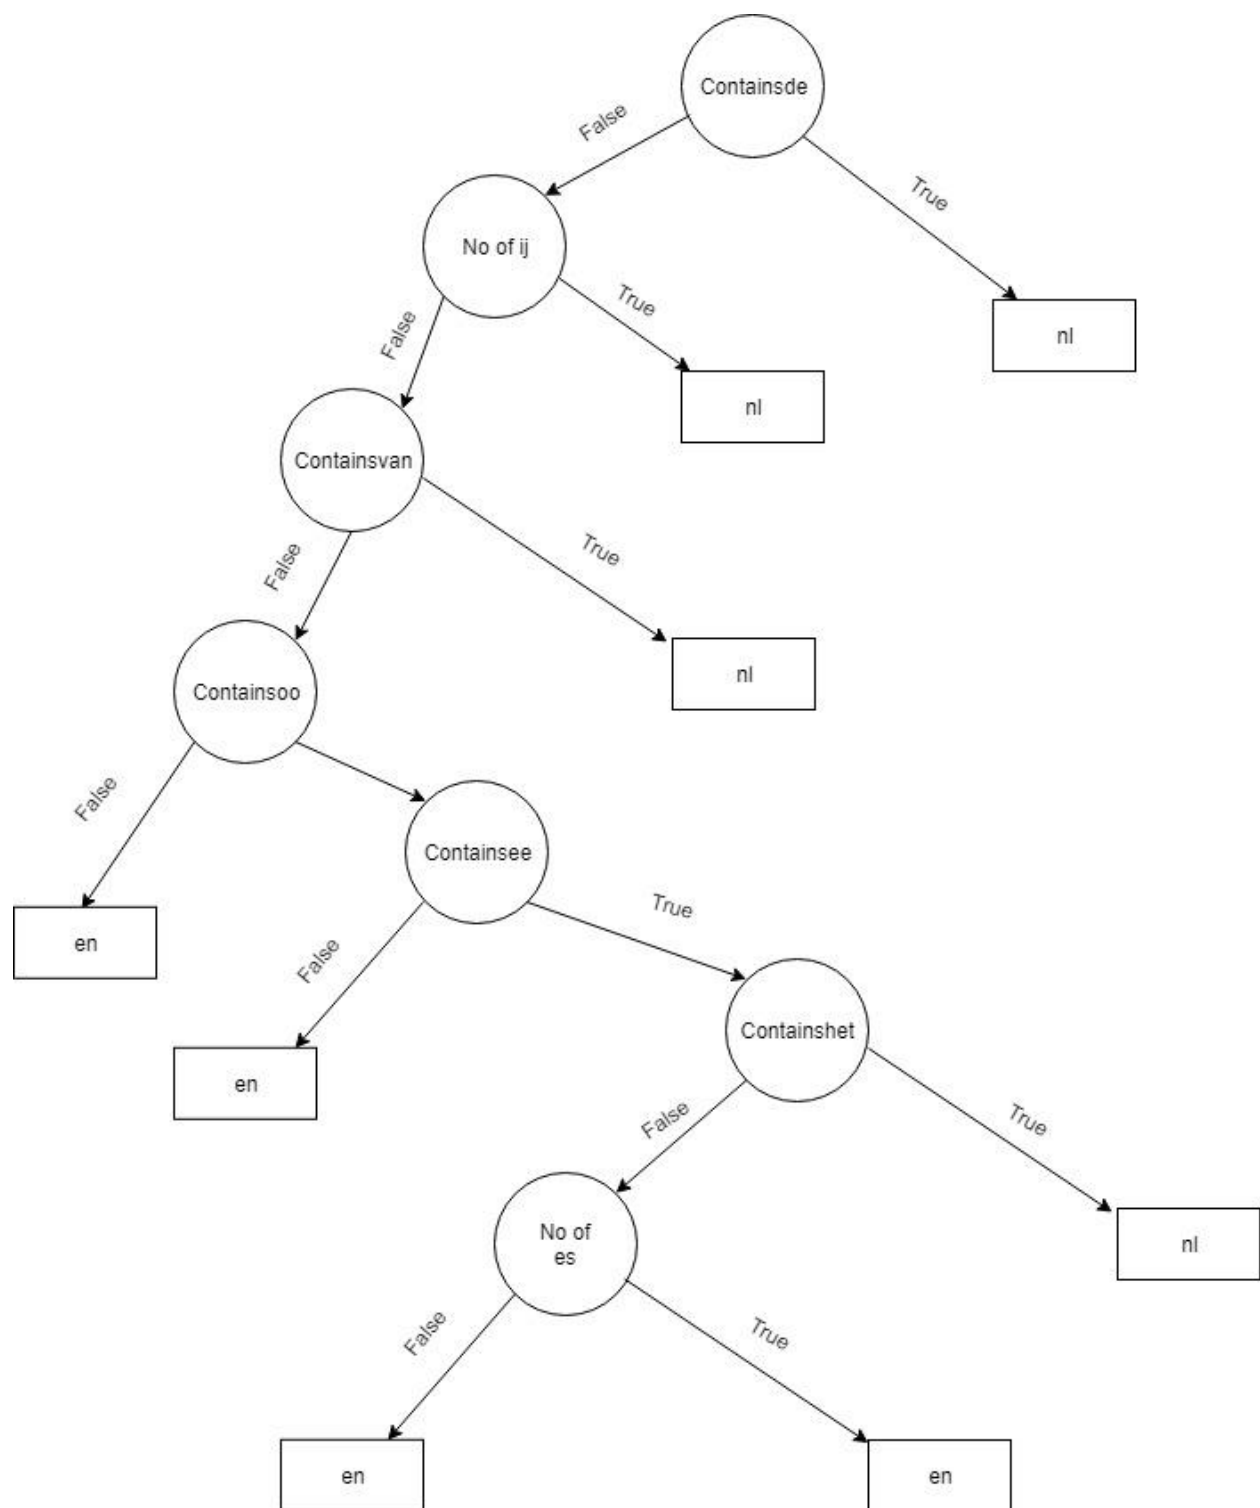 Containsde
False
True
No of ij
True
False
nl
nl
Containsvan
True
False
nl
Containsoo
False
Containsee
True
en
False
Containshet
en
False
True
No of
es
nl
False
True
en
en